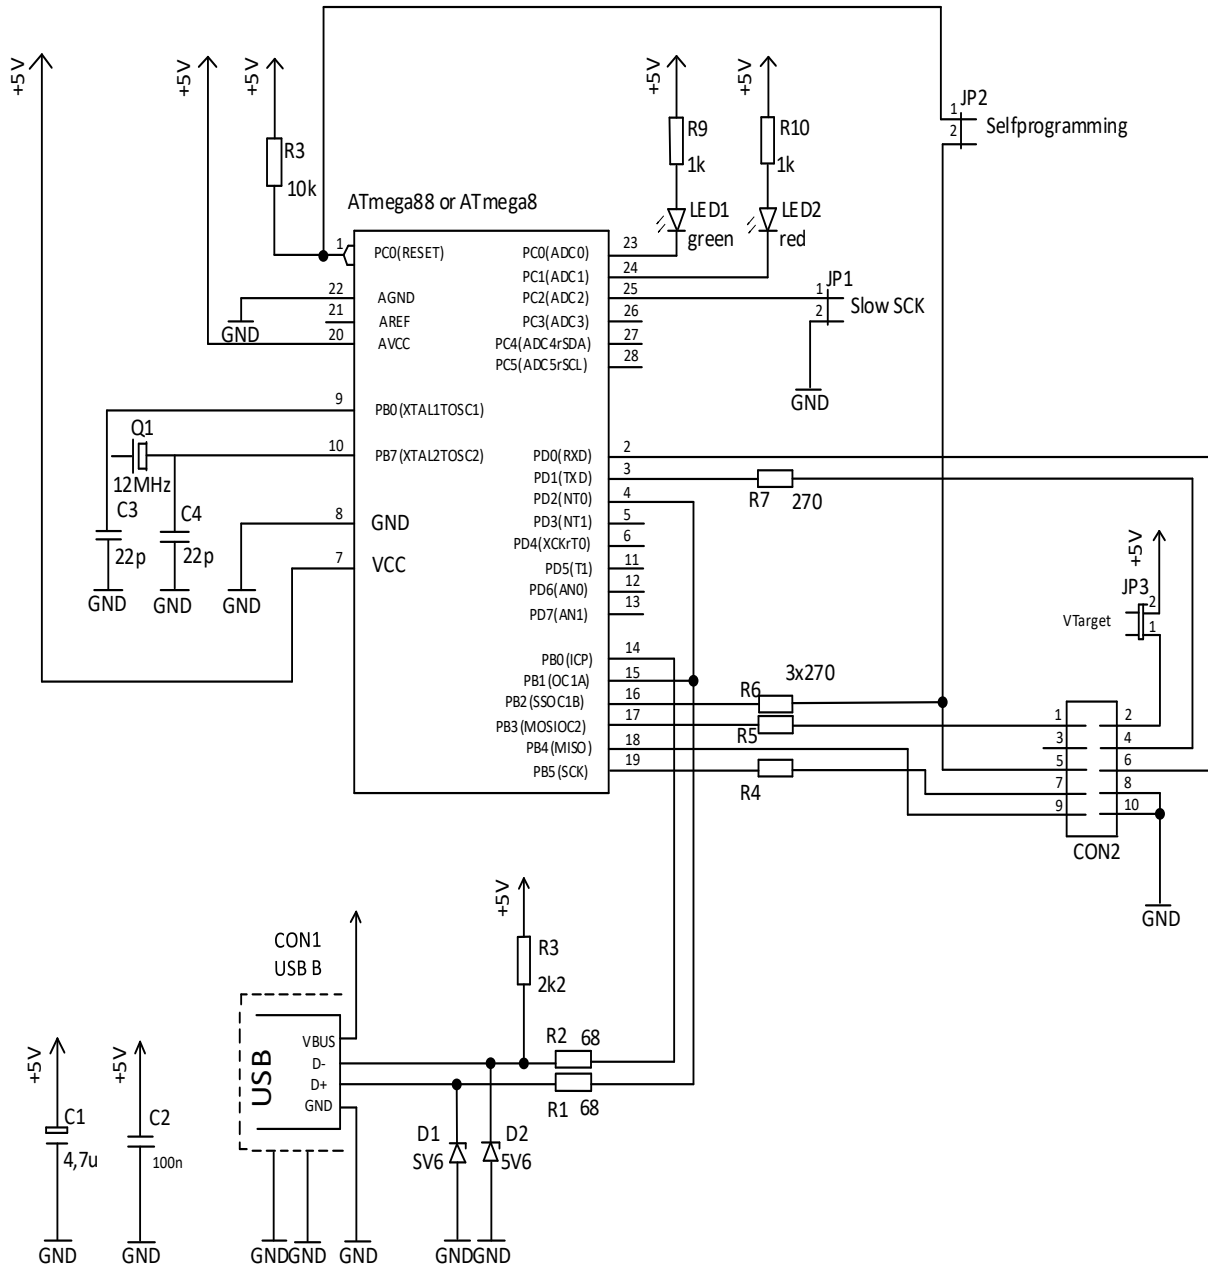 +5V
+5V
+5V
+5V
+5V
JP2
1
2
Selfprogramming
R3
10k
R9
1k
R10
1k
ATmega88 or ATmega8
LED1
green
LED2
red
1
PC0(RESET)
PC0(ADC0)
23
PC1(ADC1)
24
22
AGND
PC2(ADC2)
25
21
AREF
PC3(ADC3)
26
20
AVCC
PC4(ADC4rSDA)
27
PC5(ADC5rSCL)
28
GND
JP1
1
2
Slow SCK
GND
9
PB0(XTAL1TOSC1)
Q1
12MHz
10
PB7(XTAL2TOSC2)
PD0(RXD)
2
PD1(TXD)
3
R7
270
PD2(NT0)
4
C3
22p
C4
22p
8
GND
PD3(NT1)
5
PD4(XCKrT0)
6
7
VCC
PD5(T1)
11
PD6(AN0)
12
PD7(AN1)
13
GND
GND
GND
+5V
JP3
2
VTarget
1
PB0(ICP)
14
PB1(OC1A)
15
3x270
PB2(SSOC1B)
16
R6
PB3(MOSIOC2)
17
R5
PB4(MISO)
18
PB5(SCK)
19
R4
1
2
3
4
5
6
7
8
9
10
CON2
GND
+5V
R3
2k2
CON1
USB B
USB
VBUS
D-
D+
GND
R2
68
R1
68
+5V
C1
4,7u
+5V
C2
100n
D1
SV6
D2
5V6
GND
GND
GND
GND
GND
GND
GND